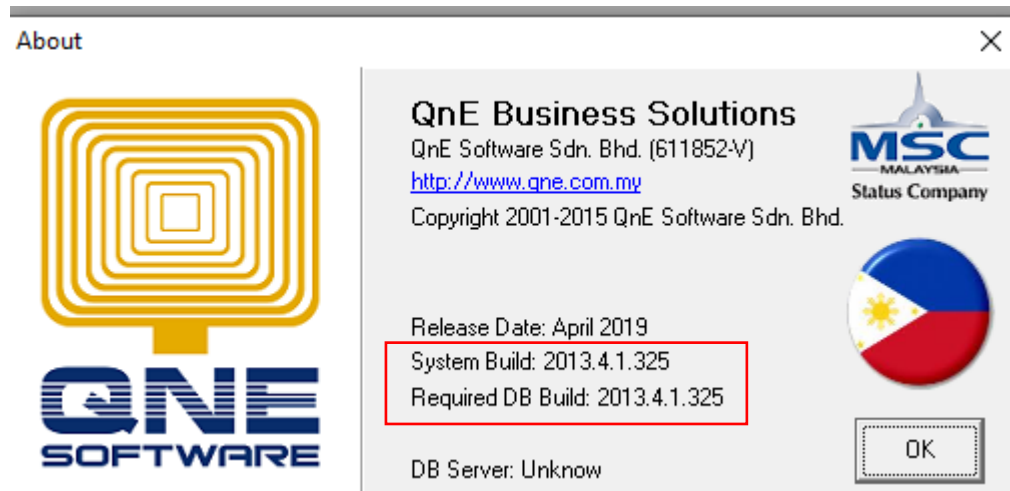 About
QNE
SOFTWARE
QnE Business Solutions
QnE Software Sdn. Bhd. (611852-V)
http://www.qne.com.my
Copyright 2001-2015 QnE Software Sdn. Bhd.
MSC
MALAYSIA
Status Company
Release Date: April 2019
System Build: 2013.4.1.325
Required DB Build: 2013.4.1.325
DB Server: Unknow
OK